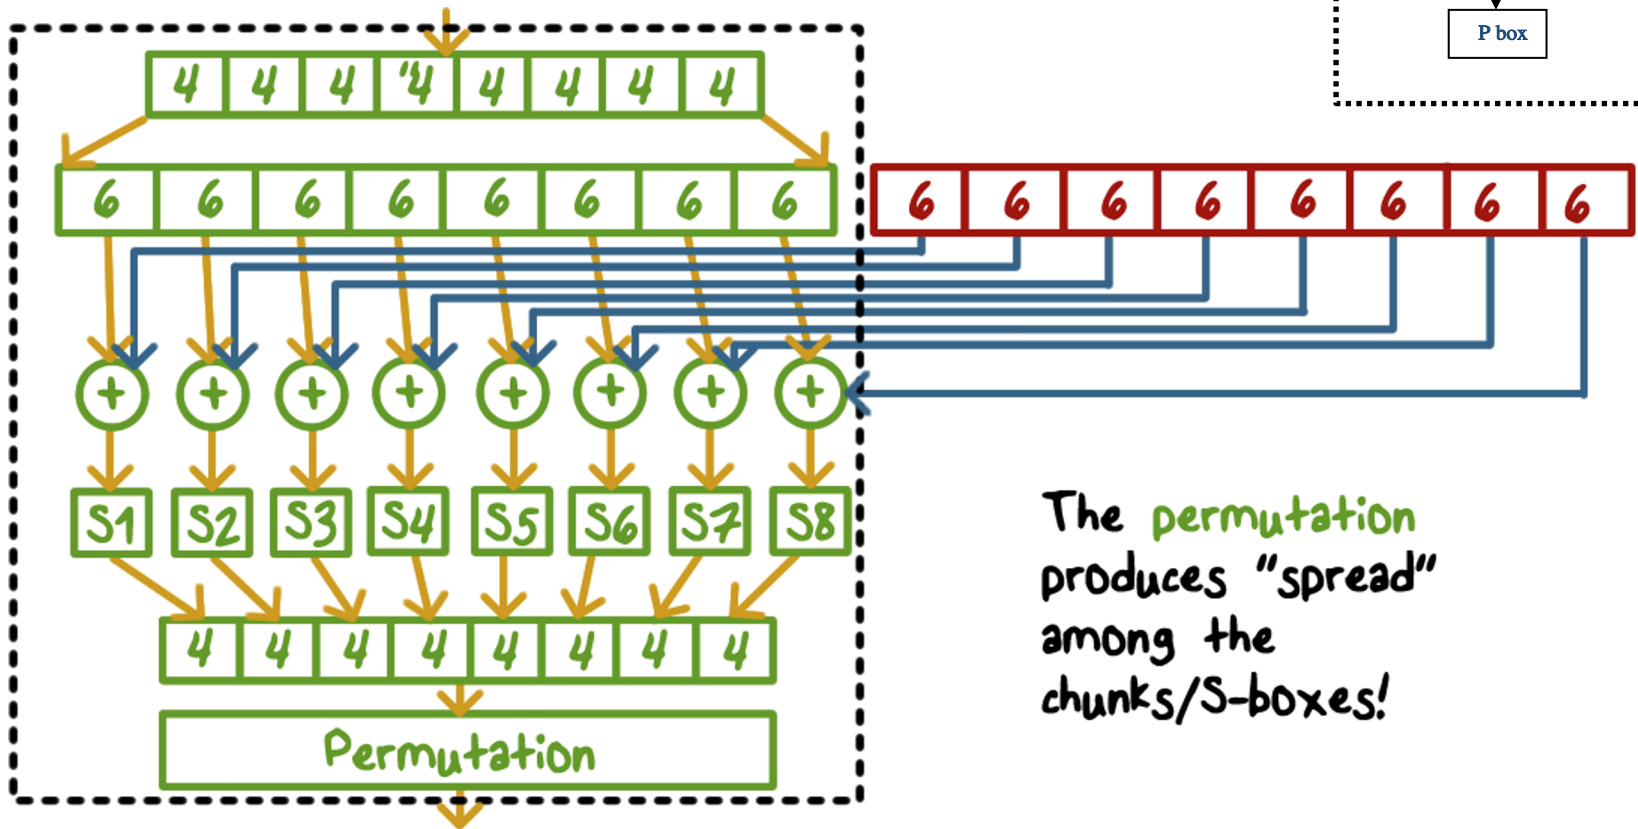 P box
4 4 4 "4 4 4 4 4
6 6 6 6 6 6 6 6
6 6 6 6 6 6 6 6
+ + + + + + + +
S1 S2 S3 S4 S5 S6 S7 S8
4 4 4 4 4 4 4 4
Permutation
The permutation
produces "spread"
among the
chunks/S-boxes!